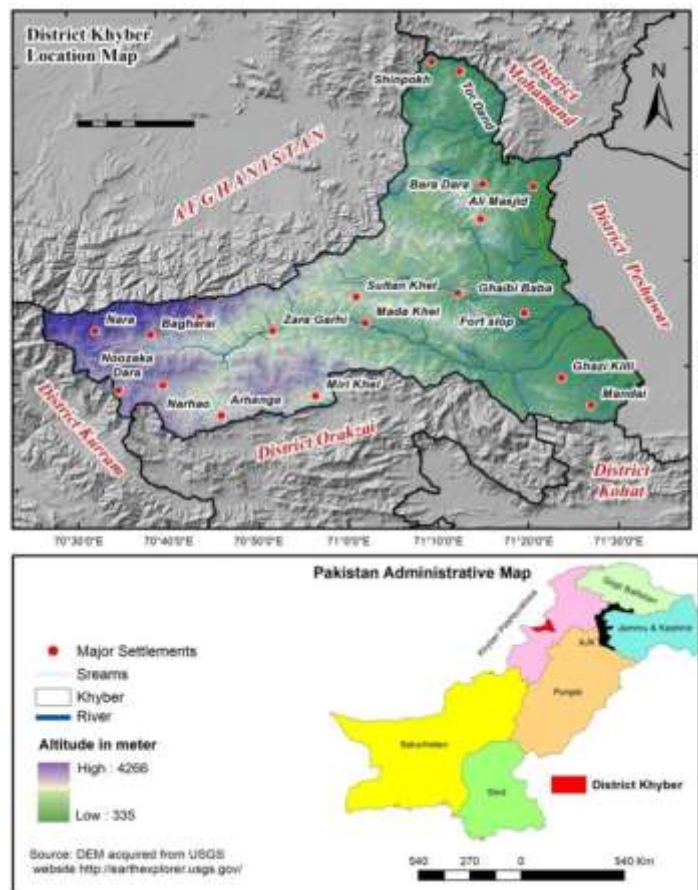 District Khyber
Location Map
N
Shinpokh
Tor Dand
District
Mohamand
AFGHANISTAN
Bara Dara
Ali Masjid
District Peshawar
Sultan Khel
Ghaibi Baba
Nara
Bagharai
Zara Garhi
Mada Khel
Fort slop
Noozaka
Dara
Ghazi Killi
Narhao
Arhanga
Miri Khel
Mandai
District Kurram
District Orakzai
District
Kohat
70°30'0"E
70°40'0"E
70°50'0"E
71°0'0"E
71°10'0"E
71°20'0"E
71°30'0"E
Pakistan Administrative Map
Major Settlements
Sreams
Khyber
River
Altitude in meter
High : 4266
Low : 335
Khyber Pakhtunkhwa
Gilgit Baltistan
AJK
Jammu & Kashmir
Punjab
Balochistan
Sind
District Khyber
Source: DEM acquired from USGS
website http://earthexplorer.usgs.gov/
540
270
0
540 Km